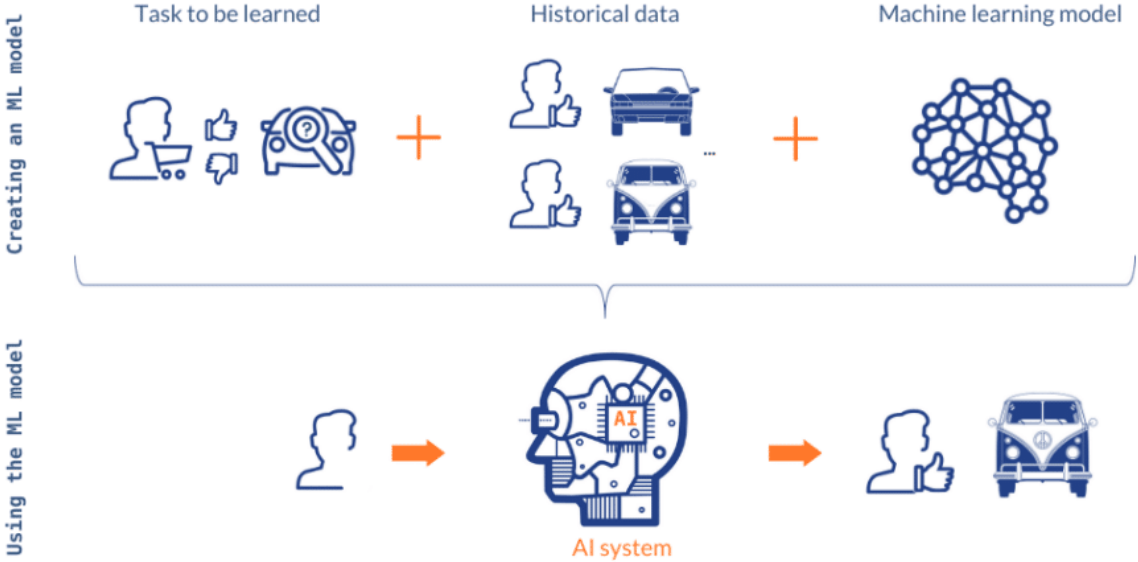 Creating an ML model
Task to be learned
Historical data
Machine learning model
?
...
Using the ML model
AI
AI system